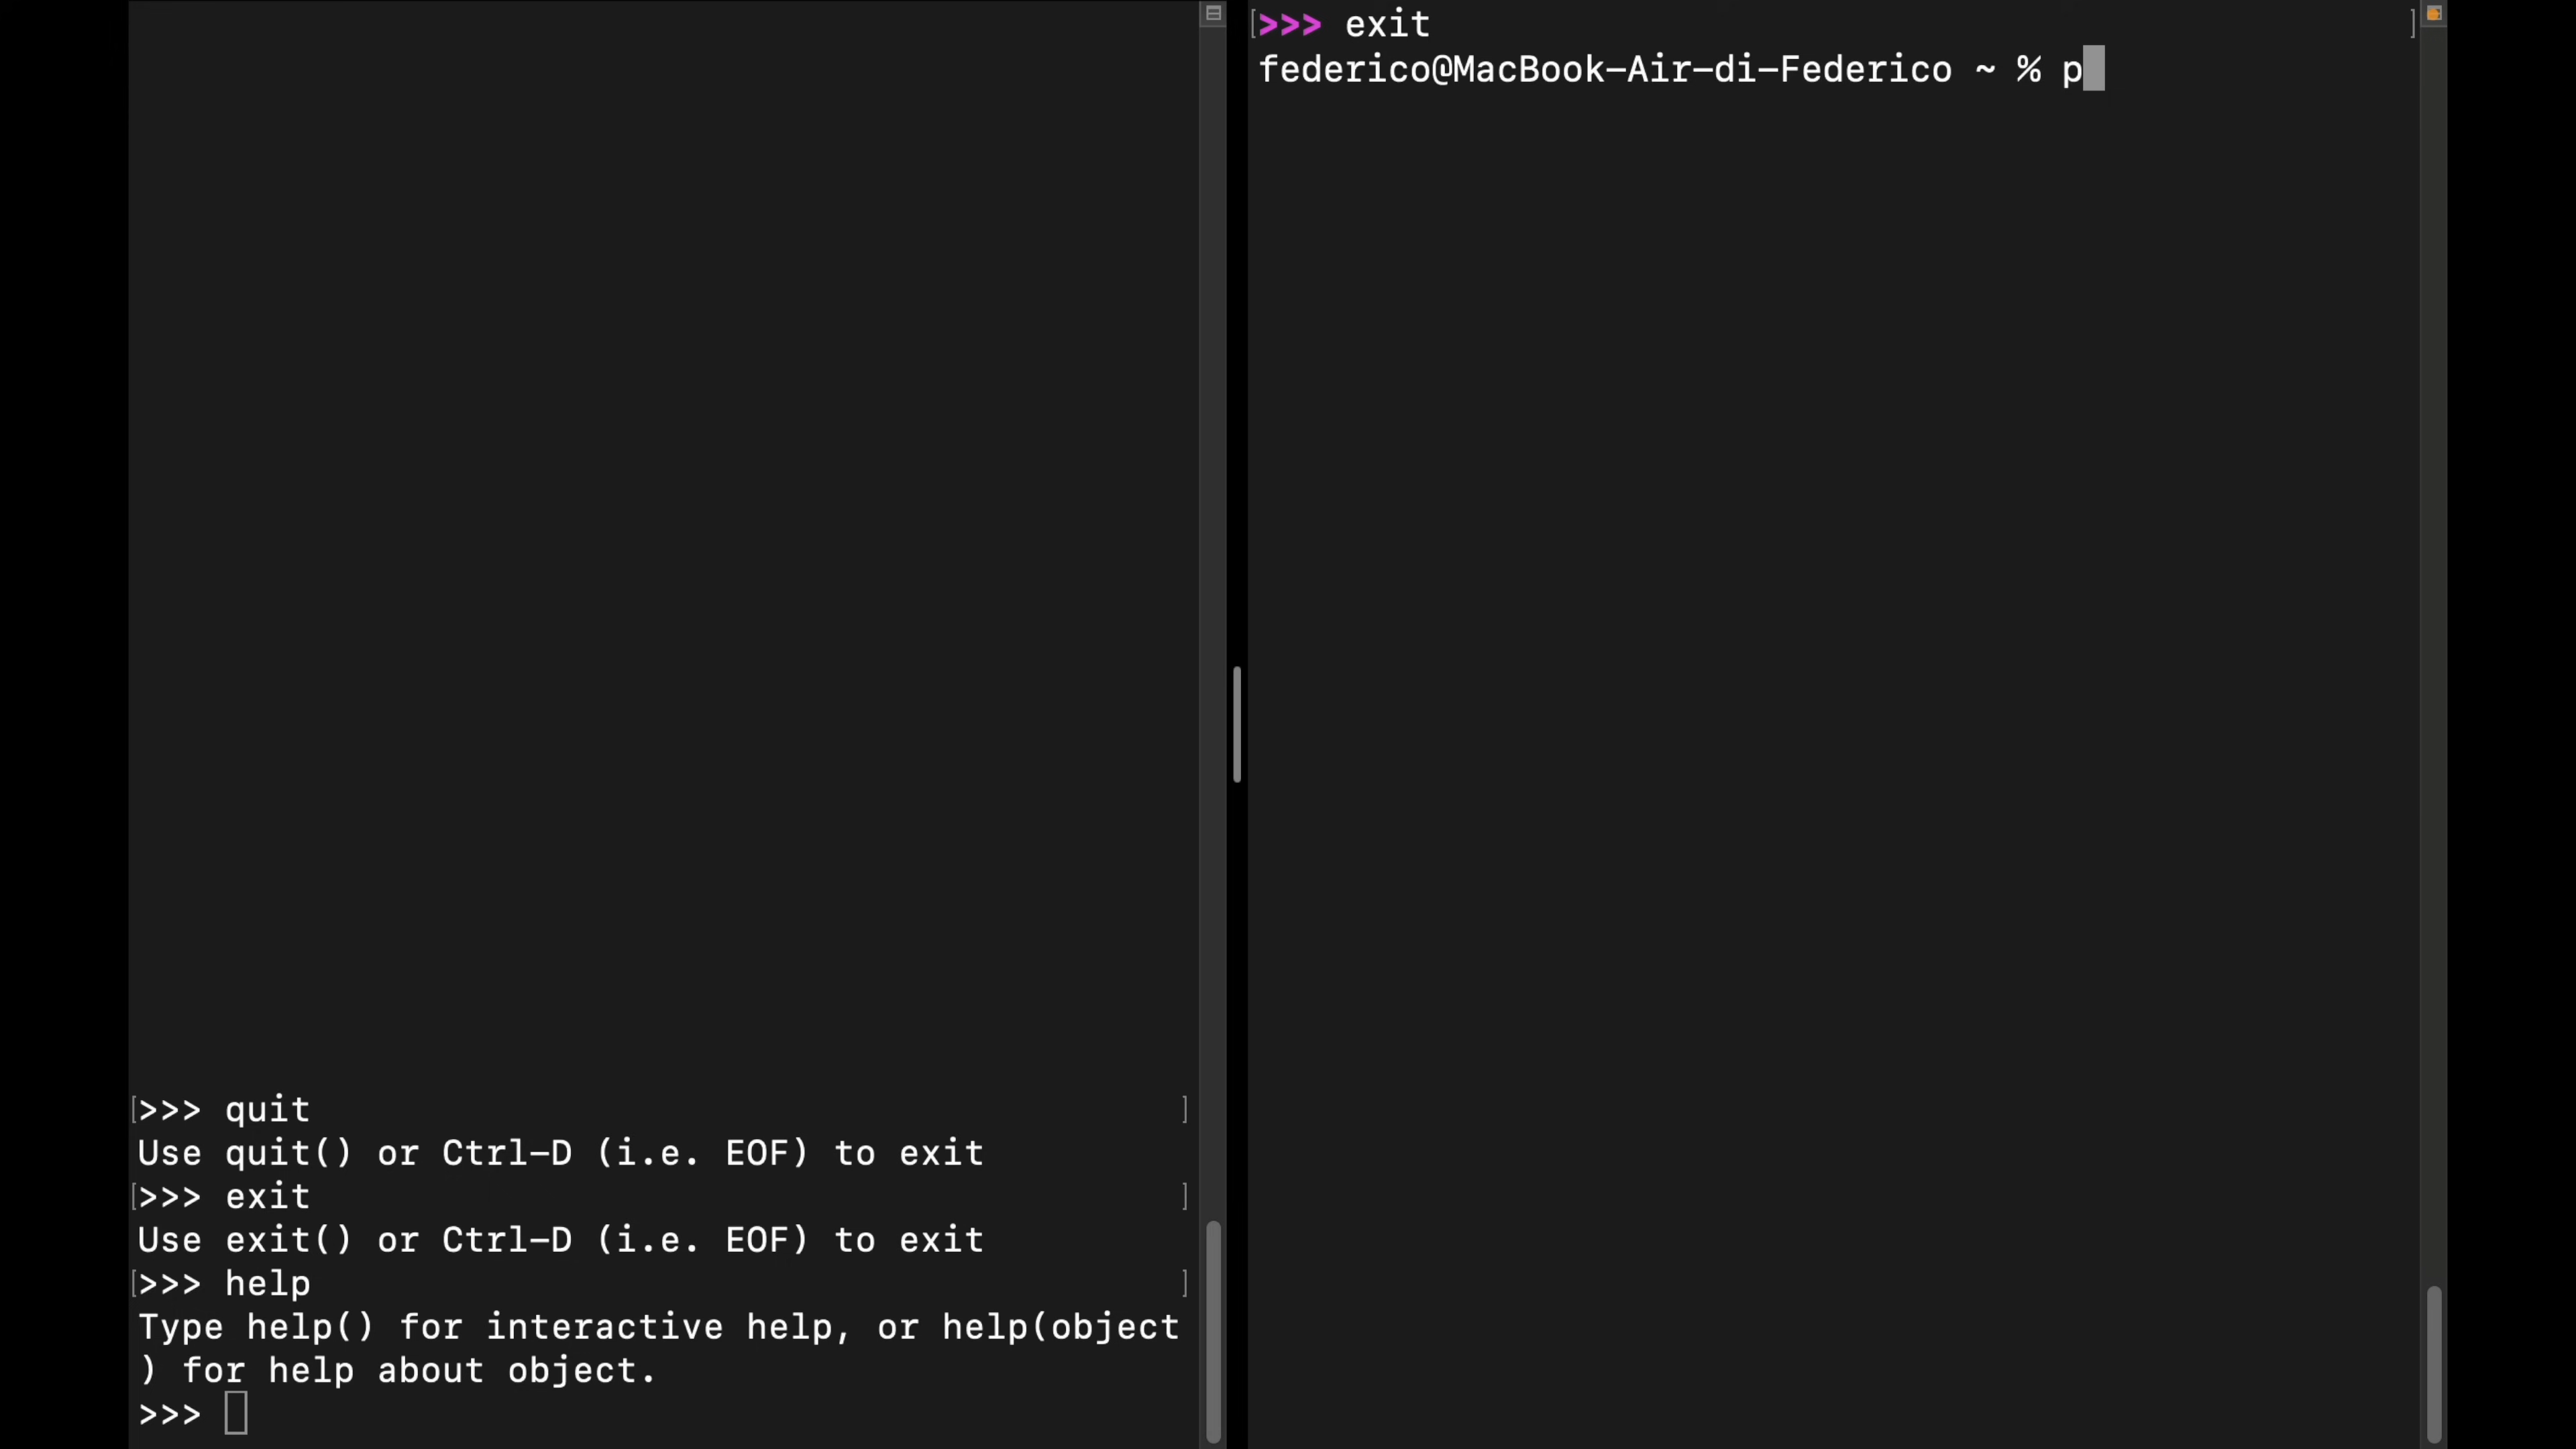 >>> quit
Use quit() or Ctrl-D (i.e. EOF) to exit
>>> exit
Use exit() or Ctrl-D (i.e. EOF) to exit
>>> help
Type help() for interactive help, or help(object
) for help about object.
>>>
>>> exit
federico@MacBook-Air-di-Federico ~ % p